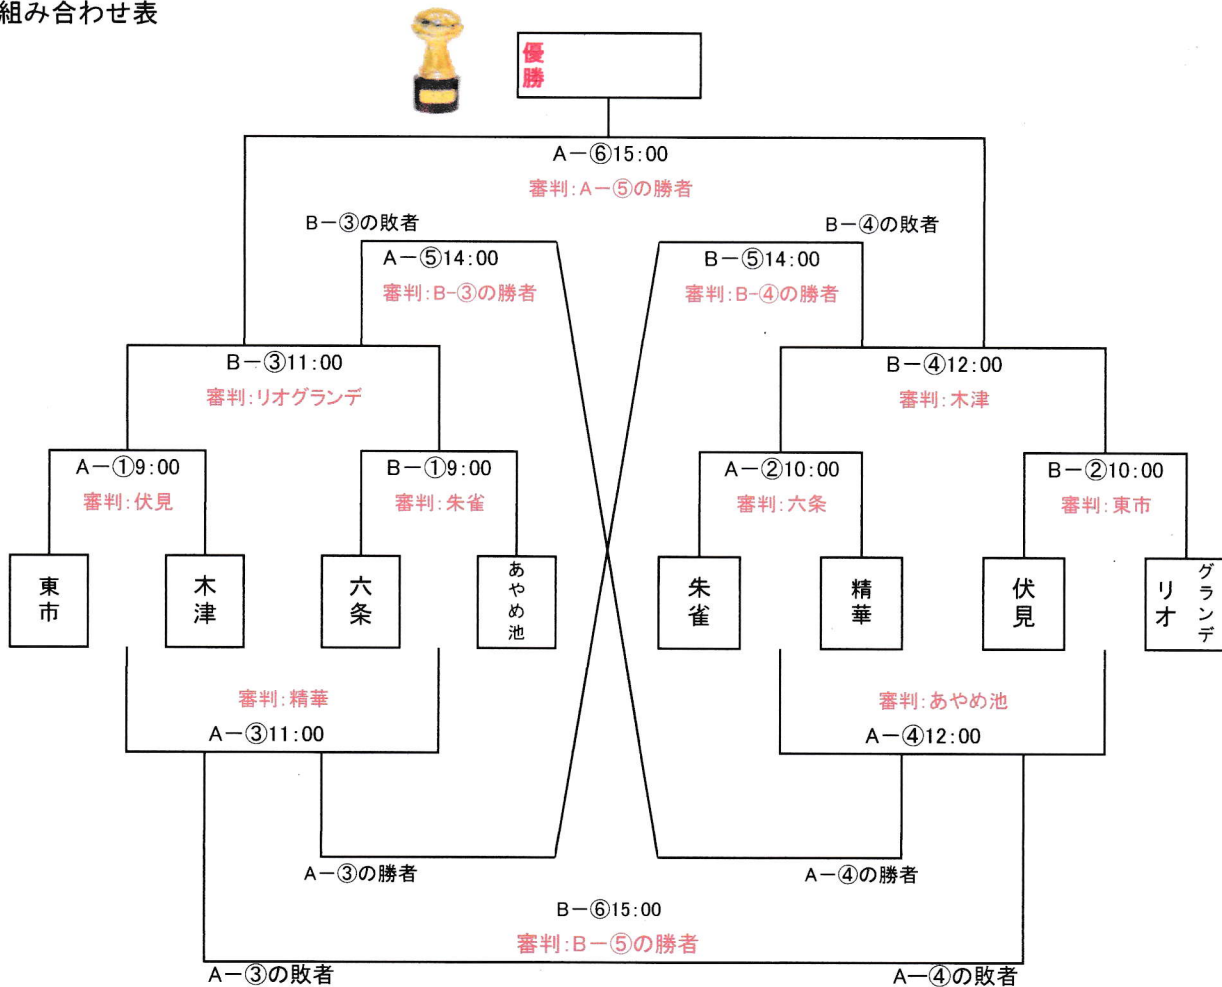 組み合わせ表
優
勝
A-⑥15:00
審判:A-⑤の勝者
B-③の敗者
B-④の敗者
A-⑤14:00
審判:B-③の勝者
B-⑤14:00
審判:B-④の勝者
B-③11:00
審判:リオグランデ
B-④12:00
審判:木津
A-①9:00
審判:伏見
B-①9:00
審判:朱雀
A-②10:00
審判:六条
B-②10:00
審判:東市
東市
木津
六条
あやめ池
朱雀
精華
伏見
リオ
グランデ
審判:精華
A-③11:00
審判:あやめ池
A-④12:00
A-③の勝者
A-④の勝者
B-⑥15:00
審判:B-⑤の勝者
A-③の敗者
A-④の敗者